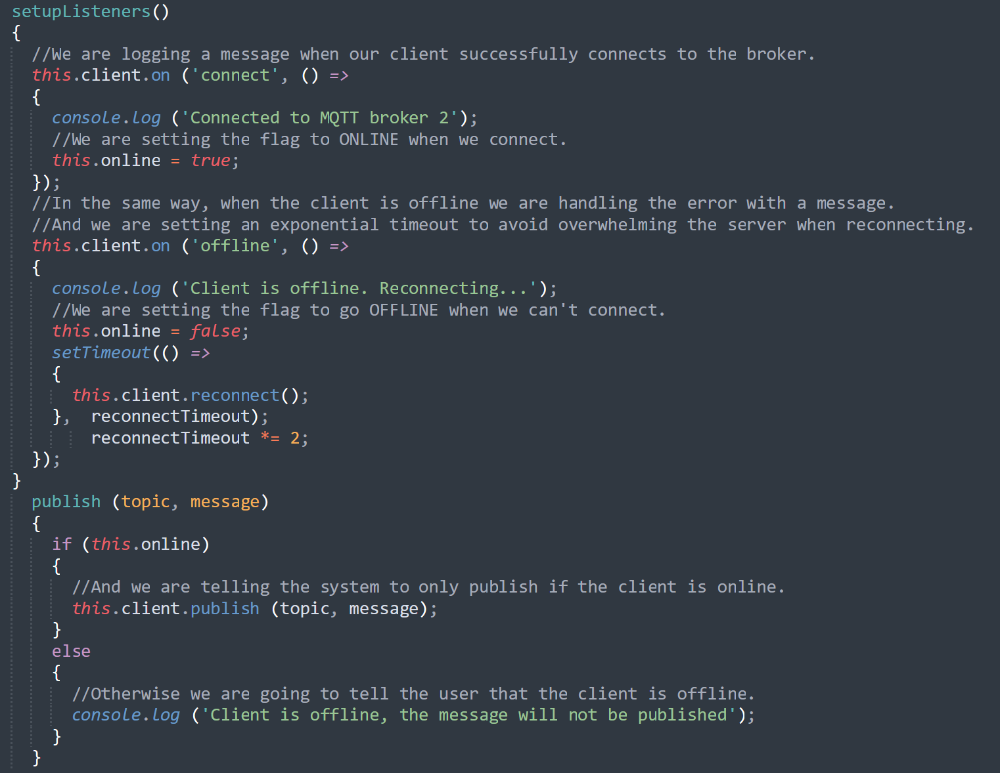 setupListeners()
{
  //We are logging a message when our client successfully connects to the broker.
  this.client.on ('connect', () =>
  {
    console.log ('Connected to MQTT broker 2');
    //We are setting the flag to ONLINE when we connect.
    this.online = true;
  });
  //In the same way, when the client is offline we are handling the error with a message.
  //And we are setting an exponential timeout to avoid overwhelming the server when reconnecting.
  this.client.on ('offline', () =>
  {
    console.log ('Client is offline. Reconnecting...');
    //We are setting the flag to go OFFLINE when we can't connect.
    this.online = false;
    setTimeout(() =>
    {
      this.client.reconnect();
    },  reconnectTimeout);
        reconnectTimeout *= 2;
  });
}
  publish (topic, message)
  {
    if (this.online)
    {
      //And we are telling the system to only publish if the client is online.
      this.client.publish (topic, message);
    }
    else
    {
      //Otherwise we are going to tell the user that the client is offline.
      console.log ('Client is offline, the message will not be published');
    }
  }